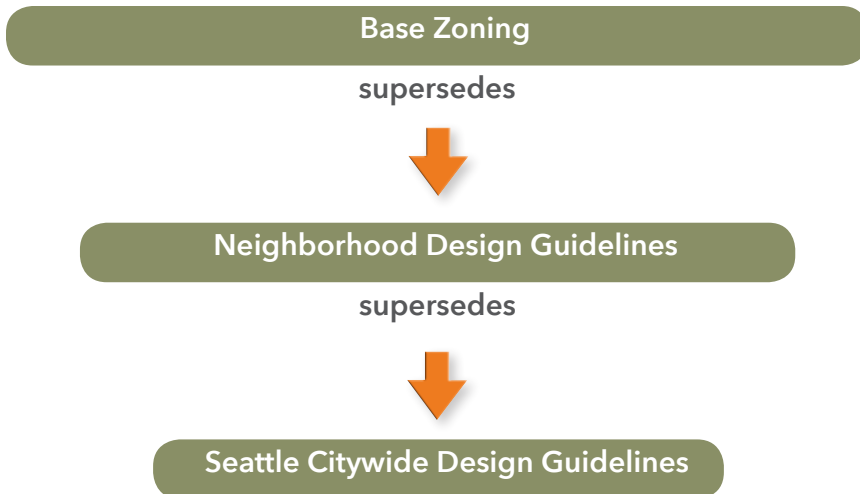 Base Zoning
supersedes
Neighborhood Design Guidelines
supersedes
Seattle Citywide Design Guidelines